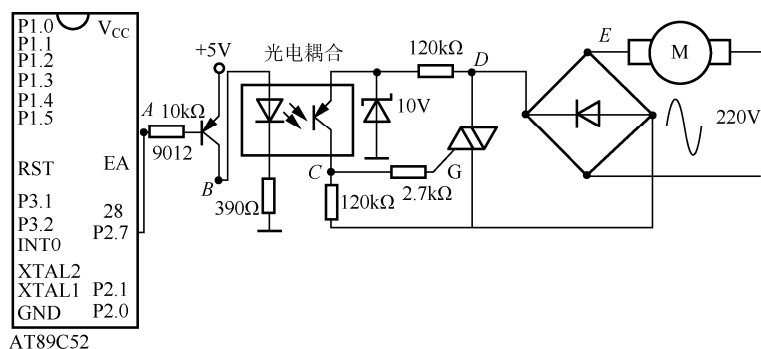 P1.0
V_CC
P1.1
P1.2
P1.3
P1.4
P1.5
RST
EA
P3.1
28
P3.2
P2.7
INT0
XTAL2
XTAL1
P2.1
GND
P2.0
AT89C52
A
10kΩ
9012
+5V
B
光电耦合
390Ω
C
10V
120kΩ
120kΩ
2.7kΩ
D
G
E
M
220V